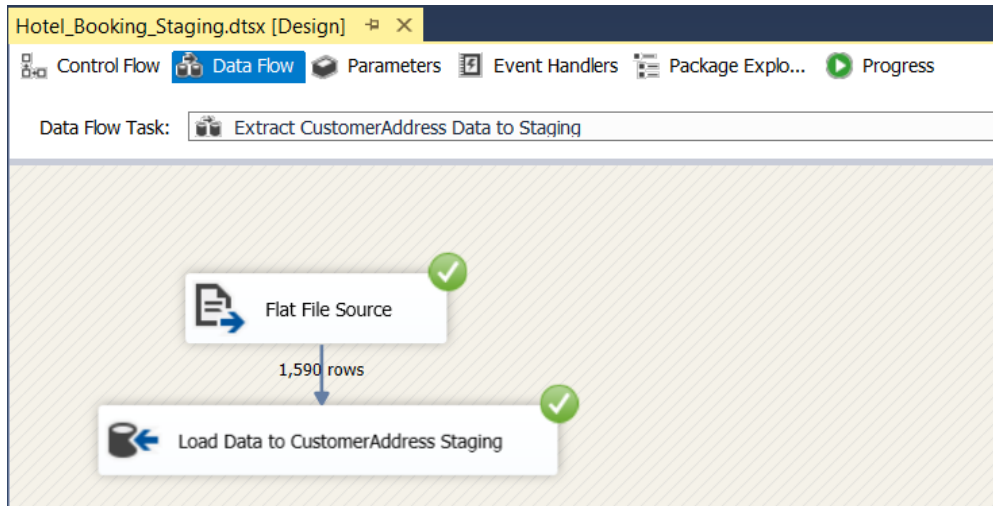 Hotel_Booking_Staging.dtsx [Design]
Control Flow Data Flow Parameters Event Handlers Package Explo... Progress
Data Flow Task: Extract CustomerAddress Data to Staging
Flat File Source
1,590 rows
Load Data to CustomerAddress Staging